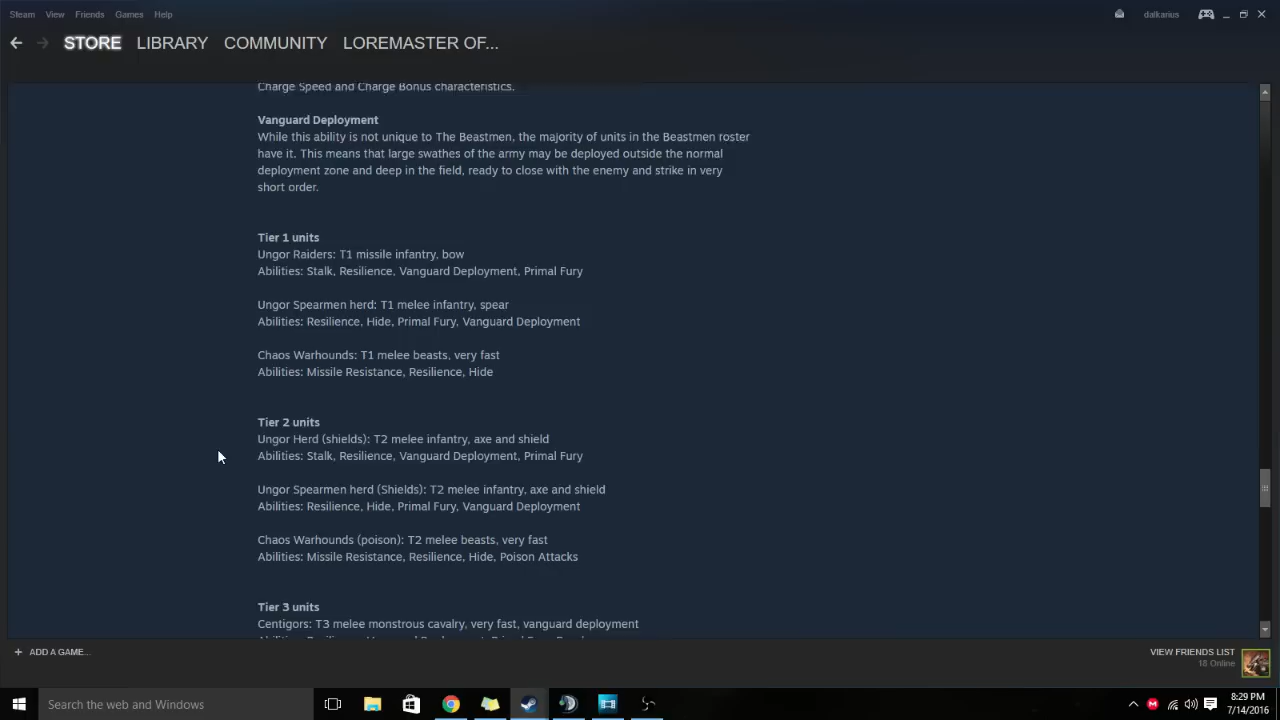 Steam View Friends Games Help
dalkarius
STORE LIBRARY COMMUNITY LOREMASTER OF...
Charge Speed and Charge Bonus characteristics.
Vanguard Deployment
While this ability is not unique to The Beastmen, the majority of units in the Beastmen roster
have it. This means that large swathes of the army may be deployed outside the normal
deployment zone and deep in the field, ready to close with the enemy and strike in very
short order.
Tier 1 units
Ungor Raiders: T1 missile infantry, bow
Abilities: Stalk, Resilience, Vanguard Deployment, Primal Fury
Ungor Spearmen herd: T1 melee infantry, spear
Abilities: Resilience, Hide, Primal Fury, Vanguard Deployment
Chaos Warhounds: T1 melee beasts, very fast
Abilities: Missile Resistance, Resilience, Hide
Tier 2 units
Ungor Herd (shields): T2 melee infantry, axe and shield
Abilities: Stalk, Resilience, Vanguard Deployment, Primal Fury
Ungor Spearmen herd (Shields): T2 melee infantry, axe and shield
Abilities: Resilience, Hide, Primal Fury, Vanguard Deployment
Chaos Warhounds (poison): T2 melee beasts, very fast
Abilities: Missile Resistance, Resilience, Hide, Poison Attacks
Tier 3 units
Centigors: T3 melee monstrous cavalry, very fast, vanguard deployment
+ ADD A GAME...
VIEW FRIENDS LIST
18 Online
Search the web and Windows
8:29 PM
7/14/2016